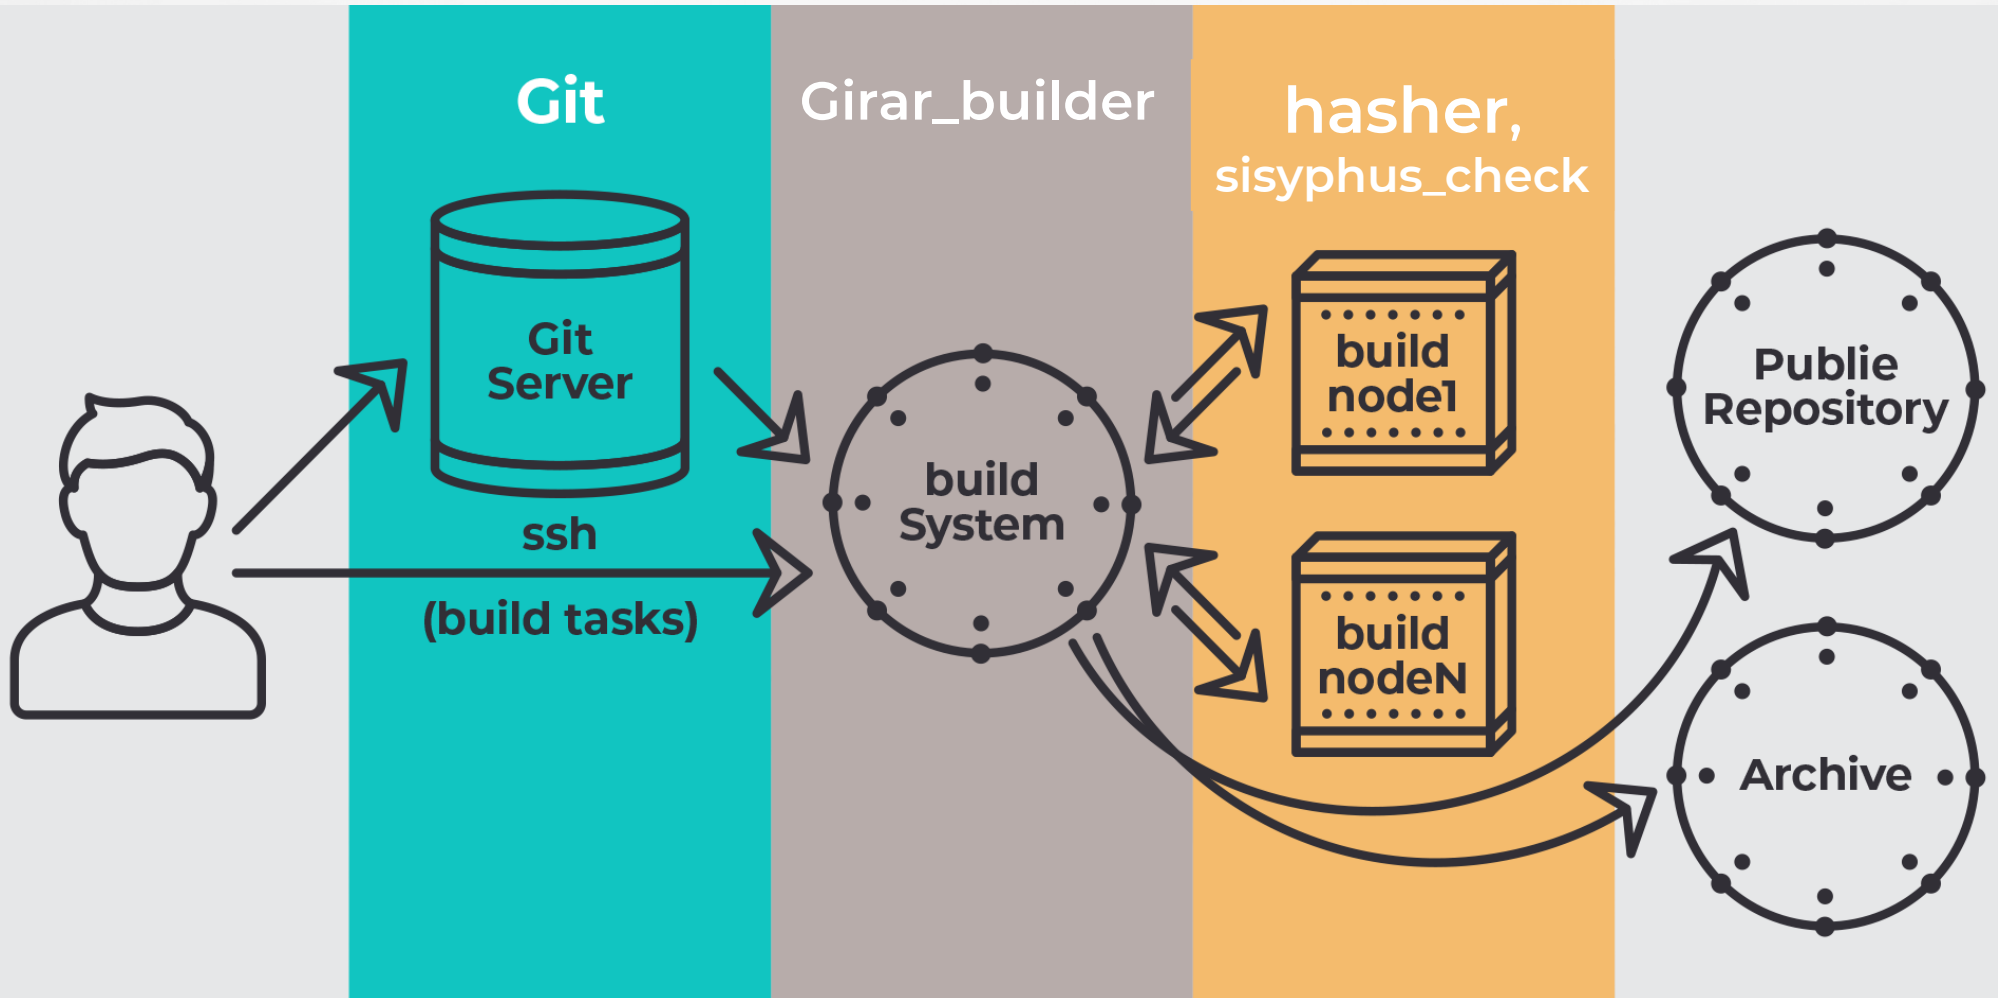 Git
Girar_builder
hasher,
sisyphus_check
Git
Server
ssh
(build tasks)
build
System
build
node1
build
nodeN
Publie
Repository
Archive